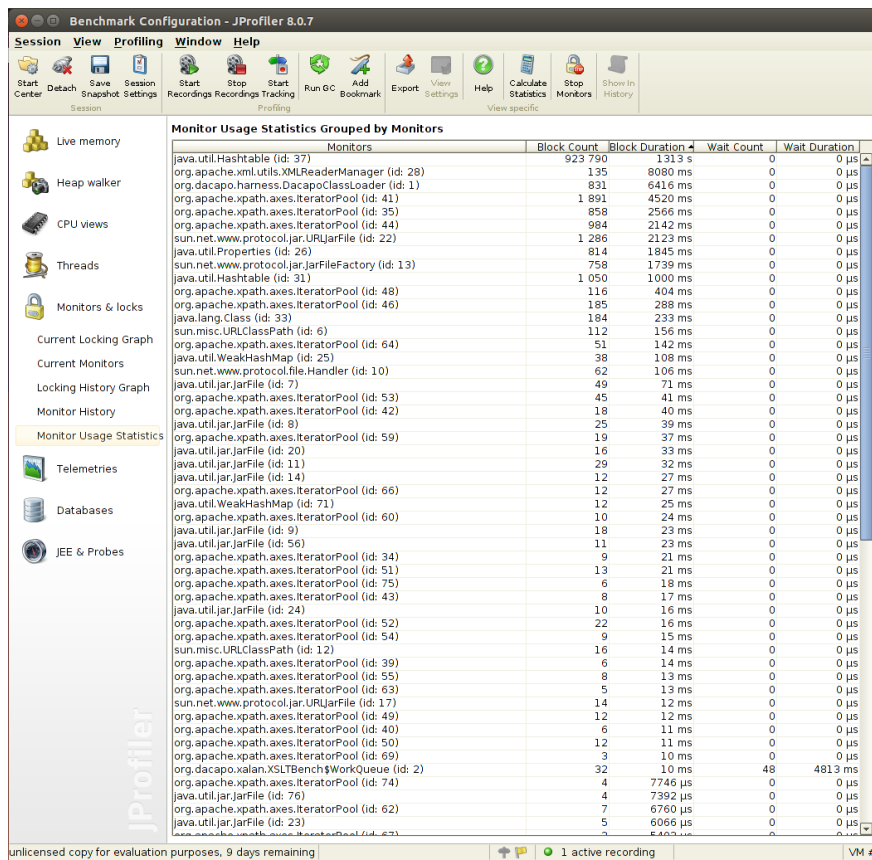 Benchmark Configuration - JProfiler 8.0.7
Session View Profiling Window Help
Start Center Detach Save Snapshot Session Settings Start Recordings Stop Recordings Start Tracking Run GC Add Bookmark Export View Settings Help Calculate Statistics Stop Monitors Show In History
Session Profiling View specific
Live memory
Heap walker
CPU views
Threads
Monitors & locks
Current Locking Graph
Current Monitors
Locking History Graph
Monitor History
Monitor Usage Statistics
Telemetries
Databases
JEE & Probes
JProfiler
Monitor Usage Statistics Grouped by Monitors
Monitors Block Count Block Duration Wait Count Wait Duration
java.util.Hashtable (id: 37) 923 790 1313 s 0 0 µs
org.apache.xml.utils.XMLReaderManager (id: 28) 135 8080 ms 0 0 µs
org.dacapo.harness.DacapoClassLoader (id: 1) 831 6416 ms 0 0 µs
org.apache.xpath.axes.IteratorPool (id: 41) 1 891 4520 ms 0 0 µs
org.apache.xpath.axes.IteratorPool (id: 35) 858 2566 ms 0 0 µs
org.apache.xpath.axes.IteratorPool (id: 44) 984 2142 ms 0 0 µs
sun.net.www.protocol.jar.URLJarFile (id: 22) 1 286 2123 ms 0 0 µs
java.util.Properties (id: 26) 814 1845 ms 0 0 µs
sun.net.www.protocol.jar.JarFileFactory (id: 13) 758 1739 ms 0 0 µs
java.util.Hashtable (id: 31) 1 050 1000 ms 0 0 µs
org.apache.xpath.axes.IteratorPool (id: 48) 116 404 ms 0 0 µs
org.apache.xpath.axes.IteratorPool (id: 46) 185 288 ms 0 0 µs
java.lang.Class (id: 33) 184 233 ms 0 0 µs
sun.misc.URLClassPath (id: 6) 112 156 ms 0 0 µs
org.apache.xpath.axes.IteratorPool (id: 64) 51 142 ms 0 0 µs
java.util.WeakHashMap (id: 25) 38 108 ms 0 0 µs
sun.net.www.protocol.file.Handler (id: 10) 62 106 ms 0 0 µs
java.util.jar.JarFile (id: 7) 49 71 ms 0 0 µs
org.apache.xpath.axes.IteratorPool (id: 53) 45 41 ms 0 0 µs
org.apache.xpath.axes.IteratorPool (id: 42) 18 40 ms 0 0 µs
java.util.jar.JarFile (id: 8) 25 39 ms 0 0 µs
org.apache.xpath.axes.IteratorPool (id: 59) 19 37 ms 0 0 µs
java.util.jar.JarFile (id: 20) 16 33 ms 0 0 µs
java.util.jar.JarFile (id: 11) 29 32 ms 0 0 µs
java.util.jar.JarFile (id: 14) 12 27 ms 0 0 µs
org.apache.xpath.axes.IteratorPool (id: 66) 12 27 ms 0 0 µs
java.util.WeakHashMap (id: 71) 12 25 ms 0 0 µs
org.apache.xpath.axes.IteratorPool (id: 60) 10 24 ms 0 0 µs
java.util.jar.JarFile (id: 9) 18 23 ms 0 0 µs
java.util.jar.JarFile (id: 56) 11 23 ms 0 0 µs
org.apache.xpath.axes.IteratorPool (id: 34) 9 21 ms 0 0 µs
org.apache.xpath.axes.IteratorPool (id: 51) 13 21 ms 0 0 µs
org.apache.xpath.axes.IteratorPool (id: 75) 6 18 ms 0 0 µs
org.apache.xpath.axes.IteratorPool (id: 43) 8 17 ms 0 0 µs
java.util.jar.JarFile (id: 24) 10 16 ms 0 0 µs
org.apache.xpath.axes.IteratorPool (id: 52) 22 16 ms 0 0 µs
org.apache.xpath.axes.IteratorPool (id: 54) 9 15 ms 0 0 µs
sun.misc.URLClassPath (id: 12) 16 14 ms 0 0 µs
org.apache.xpath.axes.IteratorPool (id: 39) 6 14 ms 0 0 µs
org.apache.xpath.axes.IteratorPool (id: 55) 8 13 ms 0 0 µs
org.apache.xpath.axes.IteratorPool (id: 63) 5 13 ms 0 0 µs
sun.net.www.protocol.jar.URLJarFile (id: 17) 14 12 ms 0 0 µs
org.apache.xpath.axes.IteratorPool (id: 49) 12 12 ms 0 0 µs
org.apache.xpath.axes.IteratorPool (id: 40) 6 11 ms 0 0 µs
org.apache.xpath.axes.IteratorPool (id: 50) 12 11 ms 0 0 µs
org.apache.xpath.axes.IteratorPool (id: 69) 3 10 ms 0 0 µs
org.dacapo.xalan.XSLTBench$WorkQueue (id: 2) 32 10 ms 48 4813 ms
org.apache.xpath.axes.IteratorPool (id: 74) 4 7746 µs 0 0 µs
java.util.jar.JarFile (id: 76) 4 7392 µs 0 0 µs
org.apache.xpath.axes.IteratorPool (id: 62) 7 6760 µs 0 0 µs
java.util.jar.JarFile (id: 23) 5 6066 µs 0 0 µs
unlicensed copy for evaluation purposes, 9 days remaining 1 active recording VM #